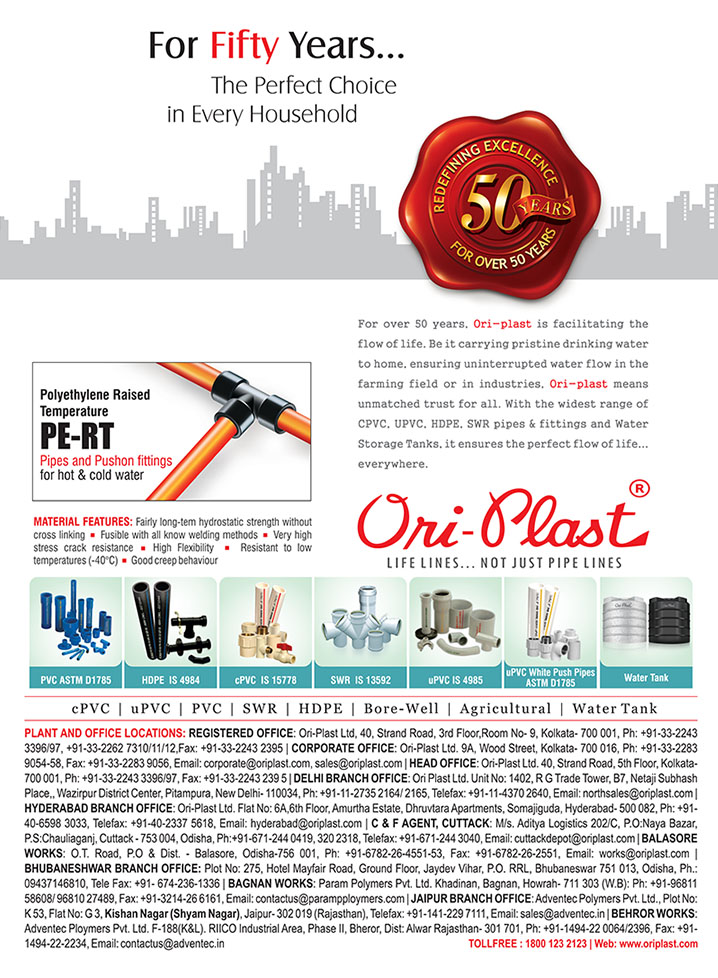 For Fifty Years...
The Perfect Choice
in Every Household
REDEFINING EXCELLENCE
50 YEARS
FOR OVER 50 YEARS
For over 50 years, Ori-plast is facilitating the
flow of life. Be it carrying pristine drinking water
to home, ensuring uninterrupted water flow in the
farming field or in industries, Ori-plast means
unmatched trust for all. With the widest range of
CPVC, UPVC, HDPE, SWR pipes & fittings and Water
Storage Tanks, it ensures the perfect flow of life...
everywhere.
Polyethylene Raised
Temperature
PE-RT
Pipes and Pushon fittings
for hot & cold water
MATERIAL FEATURES: Fairly long-tem hydrostatic strength without
cross linking ▪ Fusible with all know welding methods ▪ Very high
stress crack resistance ▪ High Flexibility ▪ Resistant to low
temperatures (-40°C) ▪ Good creep behaviour
Ori-Plast ®
LIFE LINES... NOT JUST PIPE LINES
PVC ASTM D1785
HDPE IS 4984
cPVC IS 15778
SWR IS 13592
uPVC IS 4985
uPVC White Push Pipes
ASTM D1785
Ori-Plast
Water Tank
cPVC | uPVC | PVC | SWR | HDPE | Bore-Well | Agricultural | Water Tank
PLANT AND OFFICE LOCATIONS: REGISTERED OFFICE: Ori-Plast Ltd, 40, Strand Road, 3rd Floor,Room No- 9, Kolkata- 700 001, Ph: +91-33-2243
3396/97, +91-33-2262 7310/11/12,Fax: +91-33-2243 2395 | CORPORATE OFFICE: Ori-Plast Ltd. 9A, Wood Street, Kolkata- 700 016, Ph: +91-33-2283
9054-58, Fax: +91-33-2283 9056, Email: corporate@oriplast.com, sales@oriplast.com | HEAD OFFICE: Ori-Plast Ltd. 40, Strand Road, 5th Floor, Kolkata-
700 001, Ph: +91-33-2243 3396/97, Fax: +91-33-2243 239 5 | DELHI BRANCH OFFICE: Ori Plast Ltd. Unit No: 1402, R G Trade Tower, B7, Netaji Subhash
Place,, Wazirpur District Center, Pitampura, New Delhi- 110034, Ph: +91-11-2735 2164/ 2165, Telefax: +91-11-4370 2640, Email: northsales@oriplast.com |
HYDERABAD BRANCH OFFICE: Ori-Plast Ltd. Flat No: 6A,6th Floor, Amurtha Estate, Dhruvtara Apartments, Somajiguda, Hyderabad- 500 082, Ph: +91-
40-6598 3033, Telefax: +91-40-2337 5618, Email: hyderabad@oriplast.com | C & F AGENT, CUTTACK: M/s. Aditya Logistics 202/C, P.O:Naya Bazar,
P.S:Chauliaganj, Cuttack - 753 004, Odisha, Ph:+91-671-244 0419, 320 2318, Telefax: +91-671-244 3040, Email: cuttackdepot@oriplast.com | BALASORE
WORKS: O.T. Road, P.O & Dist. - Balasore, Odisha-756 001, Ph: +91-6782-26-4551-53, Fax: +91-6782-26-2551, Email: works@oriplast.com |
BHUBANESHWAR BRANCH OFFICE: Plot No: 275, Hotel Mayfair Road, Ground Floor, Jaydev Vihar, P.O. RRL, Bhubaneswar 751 013, Odisha, Ph.:
09437146810, Tele Fax: +91- 674-236-1336 | BAGNAN WORKS: Param Polymers Pvt. Ltd. Khadinan, Bagnan, Howrah- 711 303 (W.B): Ph: +91-96811
58608/ 96810 27489, Fax: +91-3214-26 6161, Email: contactus@parampploymers.com | JAIPUR BRANCH OFFICE: Adventec Polymers Pvt. Ltd., Plot No:
K 53, Flat No: G 3, Kishan Nagar (Shyam Nagar), Jaipur- 302 019 (Rajasthan), Telefax: +91-141-229 7111, Email: sales@adventec.in | BEHROR WORKS:
Adventec Ploymers Pvt. Ltd. F-188(K&L). RIICO Industrial Area, Phase II, Bheror, Dist: Alwar Rajasthan- 301 701, Ph: +91-1494-22 0064/2396, Fax: +91-
1494-22-2234, Email: contactus@adventec.in TOLLFREE : 1800 123 2123 | Web: www.oriplast.com